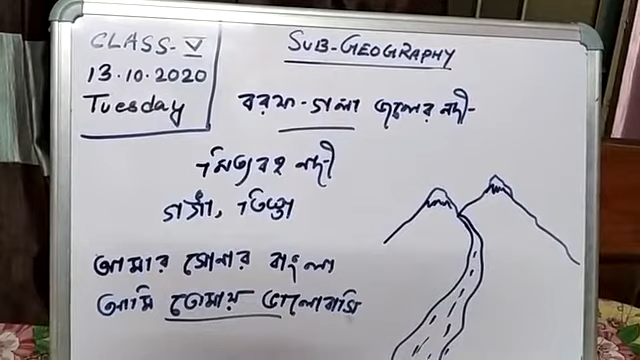 CLASS-V
13.10.2020
Tuesday
SUB-GEOGRAPHY
বরফ-গলা জলের নদী-
নিত্যবহ নদী
গঙ্গা, তিস্তা
আমার সোনার বাংলা
আমি তোমায় ভালোবাসি